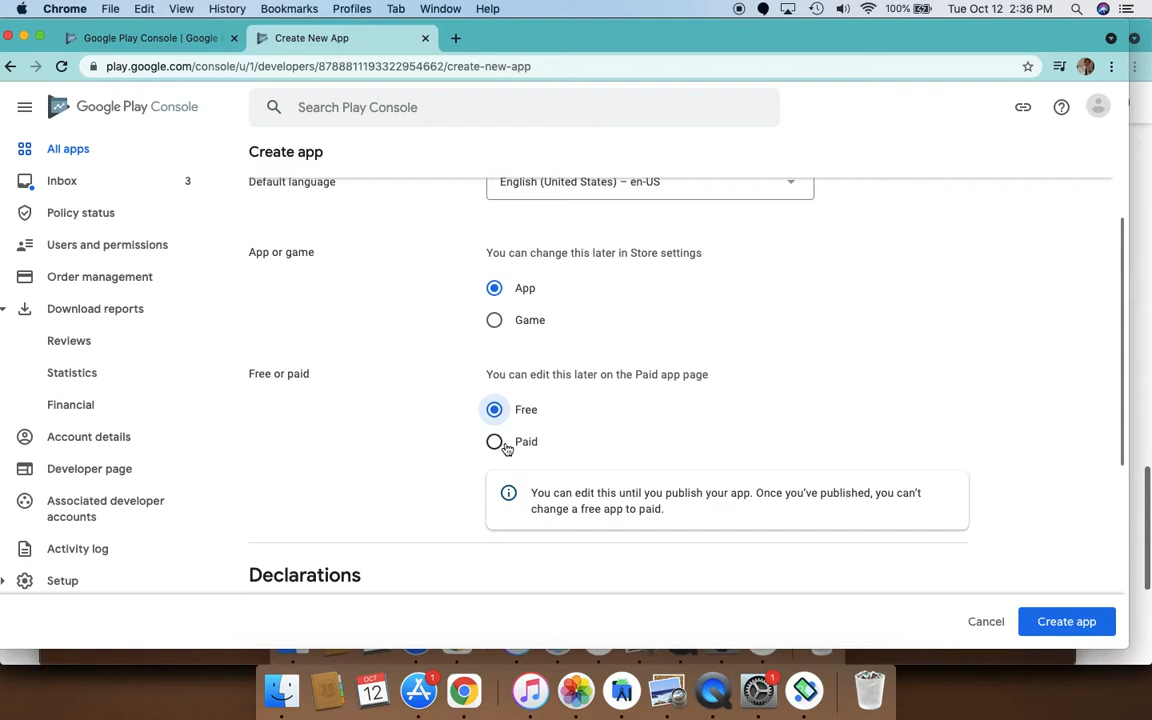 Chrome File Edit View History Bookmarks Profiles Tab Window Help 100% Tue Oct 12 2:36 PM
Google Play Console | Google Create New App
play.google.com/console/u/1/developers/8788811193322954662/create-new-app
Google Play Console Search Play Console
All apps
Inbox 3
Policy status
Users and permissions
Order management
Download reports
Reviews
Statistics
Financial
Account details
Developer page
Associated developer
accounts
Activity log
Setup
Create app
Default language English (United States) – en-US
App or game You can change this later in Store settings
App
Game
Free or paid You can edit this later on the Paid app page
Free
Paid
You can edit this until you publish your app. Once you've published, you can't
change a free app to paid.
Declarations
Cancel Create app
OCT
12 1 1